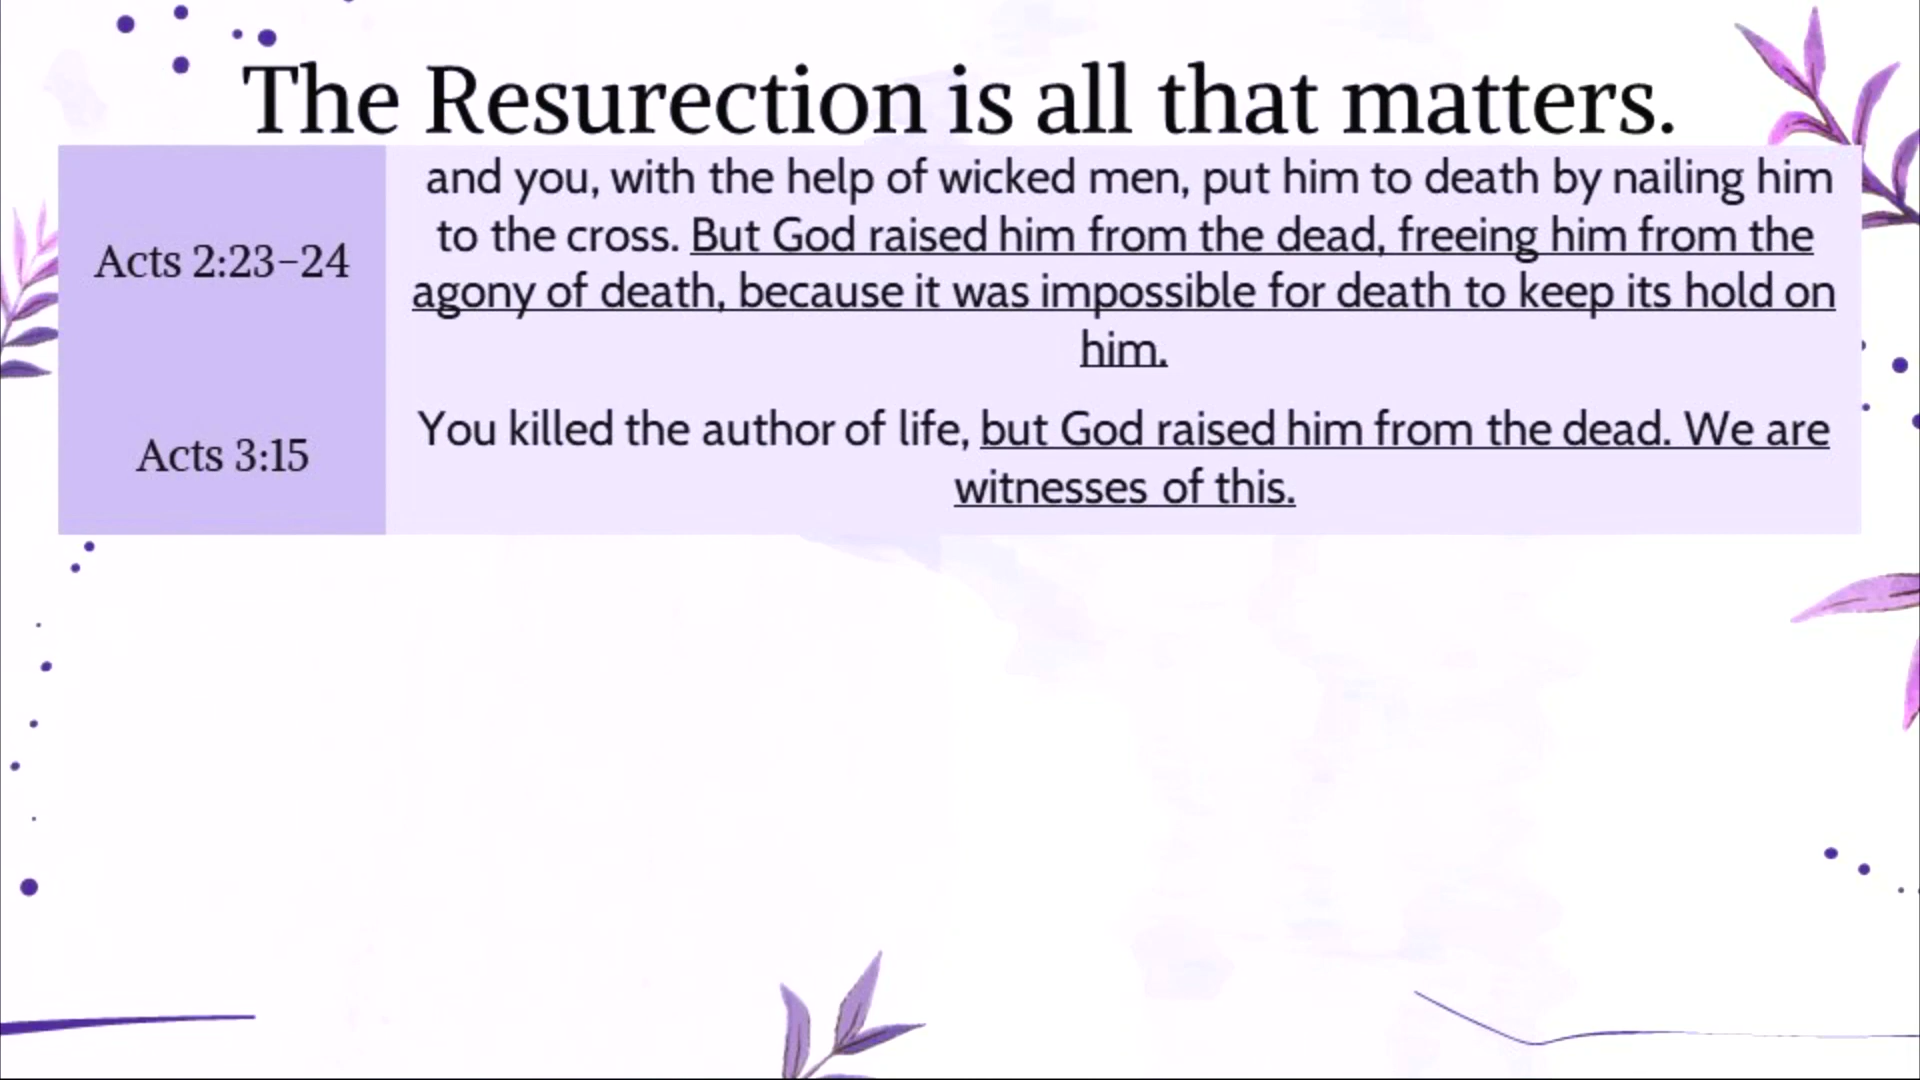 The Resurection is all that matters.
Acts 2:23-24
and you, with the help of wicked men, put him to death by nailing him
to the cross. But God raised him from the dead, freeing him from the
agony of death, because it was impossible for death to keep its hold on
him.
Acts 3:15
You killed the author of life, but God raised him from the dead. We are
witnesses of this.